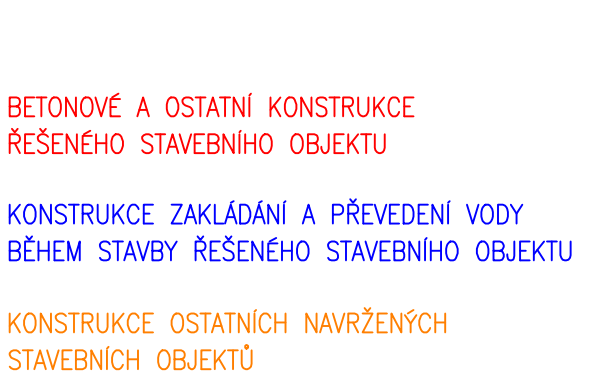 BETONOVÉ A OSTATNÍ KONSTRUKCE
ŘEŠENÉHO STAVEBNÍHO OBJEKTU
KONSTRUKCE ZAKLÁDÁNÍ A PŘEVEDENÍ VODY
BĚHEM STAVBY ŘEŠENÉHO STAVEBNÍHO OBJEKTU
KONSTRUKCE OSTATNÍCH NAVRŽENÝCH
STAVEBNÍCH OBJEKTŮ